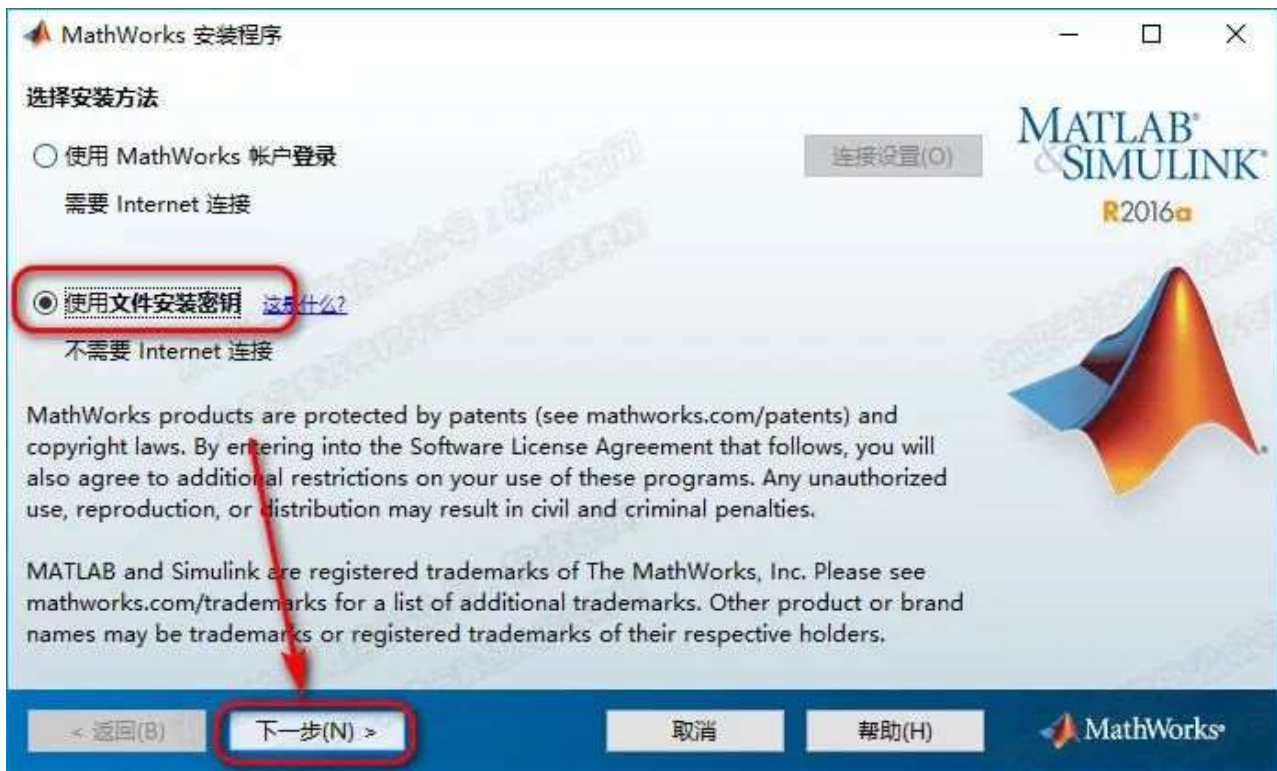 MathWorks 安装程序
选择安装方法
使用 MathWorks 帐户登录
连接设置(O)
需要 Internet 连接
使用文件安装密钥 这是什么?
不需要 Internet 连接
MATLAB®
&SIMULINK®
R2016a
MathWorks products are protected by patents (see mathworks.com/patents) and
copyright laws. By entering into the Software License Agreement that follows, you will
also agree to additional restrictions on your use of these programs. Any unauthorized
use, reproduction, or distribution may result in civil and criminal penalties.
MATLAB and Simulink are registered trademarks of The MathWorks, Inc. Please see
mathworks.com/trademarks for a list of additional trademarks. Other product or brand
names may be trademarks or registered trademarks of their respective holders.
< 返回(B)
下一步(N) >
取消
帮助(H)
MathWorks®